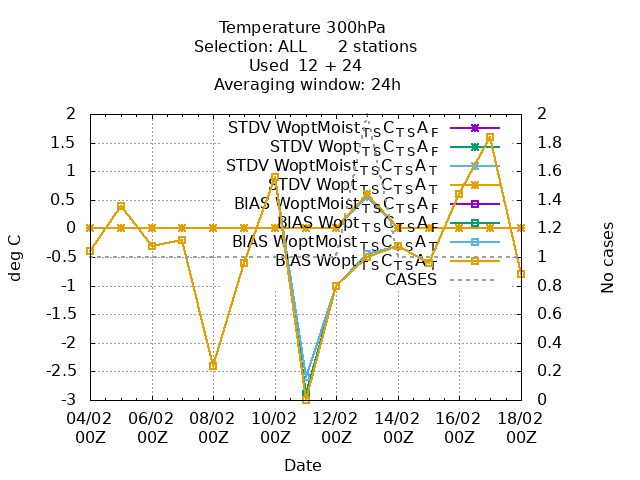 Temperature 300hPa
Selection: ALL      2 stations
Used  12 + 24
Averaging window: 24h
2 2
1.5 1.8
1 1.6
0.5 1.4
0 1.2
-0.5 1
-1 0.8
-1.5 0.6
-2 0.4
-2.5 0.2
-3 0
STDV WoptMoist TS C TS A F
STDV Wopt TS C TS A F
STDV WoptMoist TS C TS A T
STDV Wopt TS C TS A T
BIAS WoptMoist TS C TS A F
BIAS Wopt TS C TS A F
BIAS WoptMoist TS C TS A T
BIAS Wopt TS C TS A T
CASES
deg C
No cases
04/02 06/02 08/02 10/02 12/02 14/02 16/02 18/02
00Z 00Z 00Z 00Z 00Z 00Z 00Z 00Z
Date